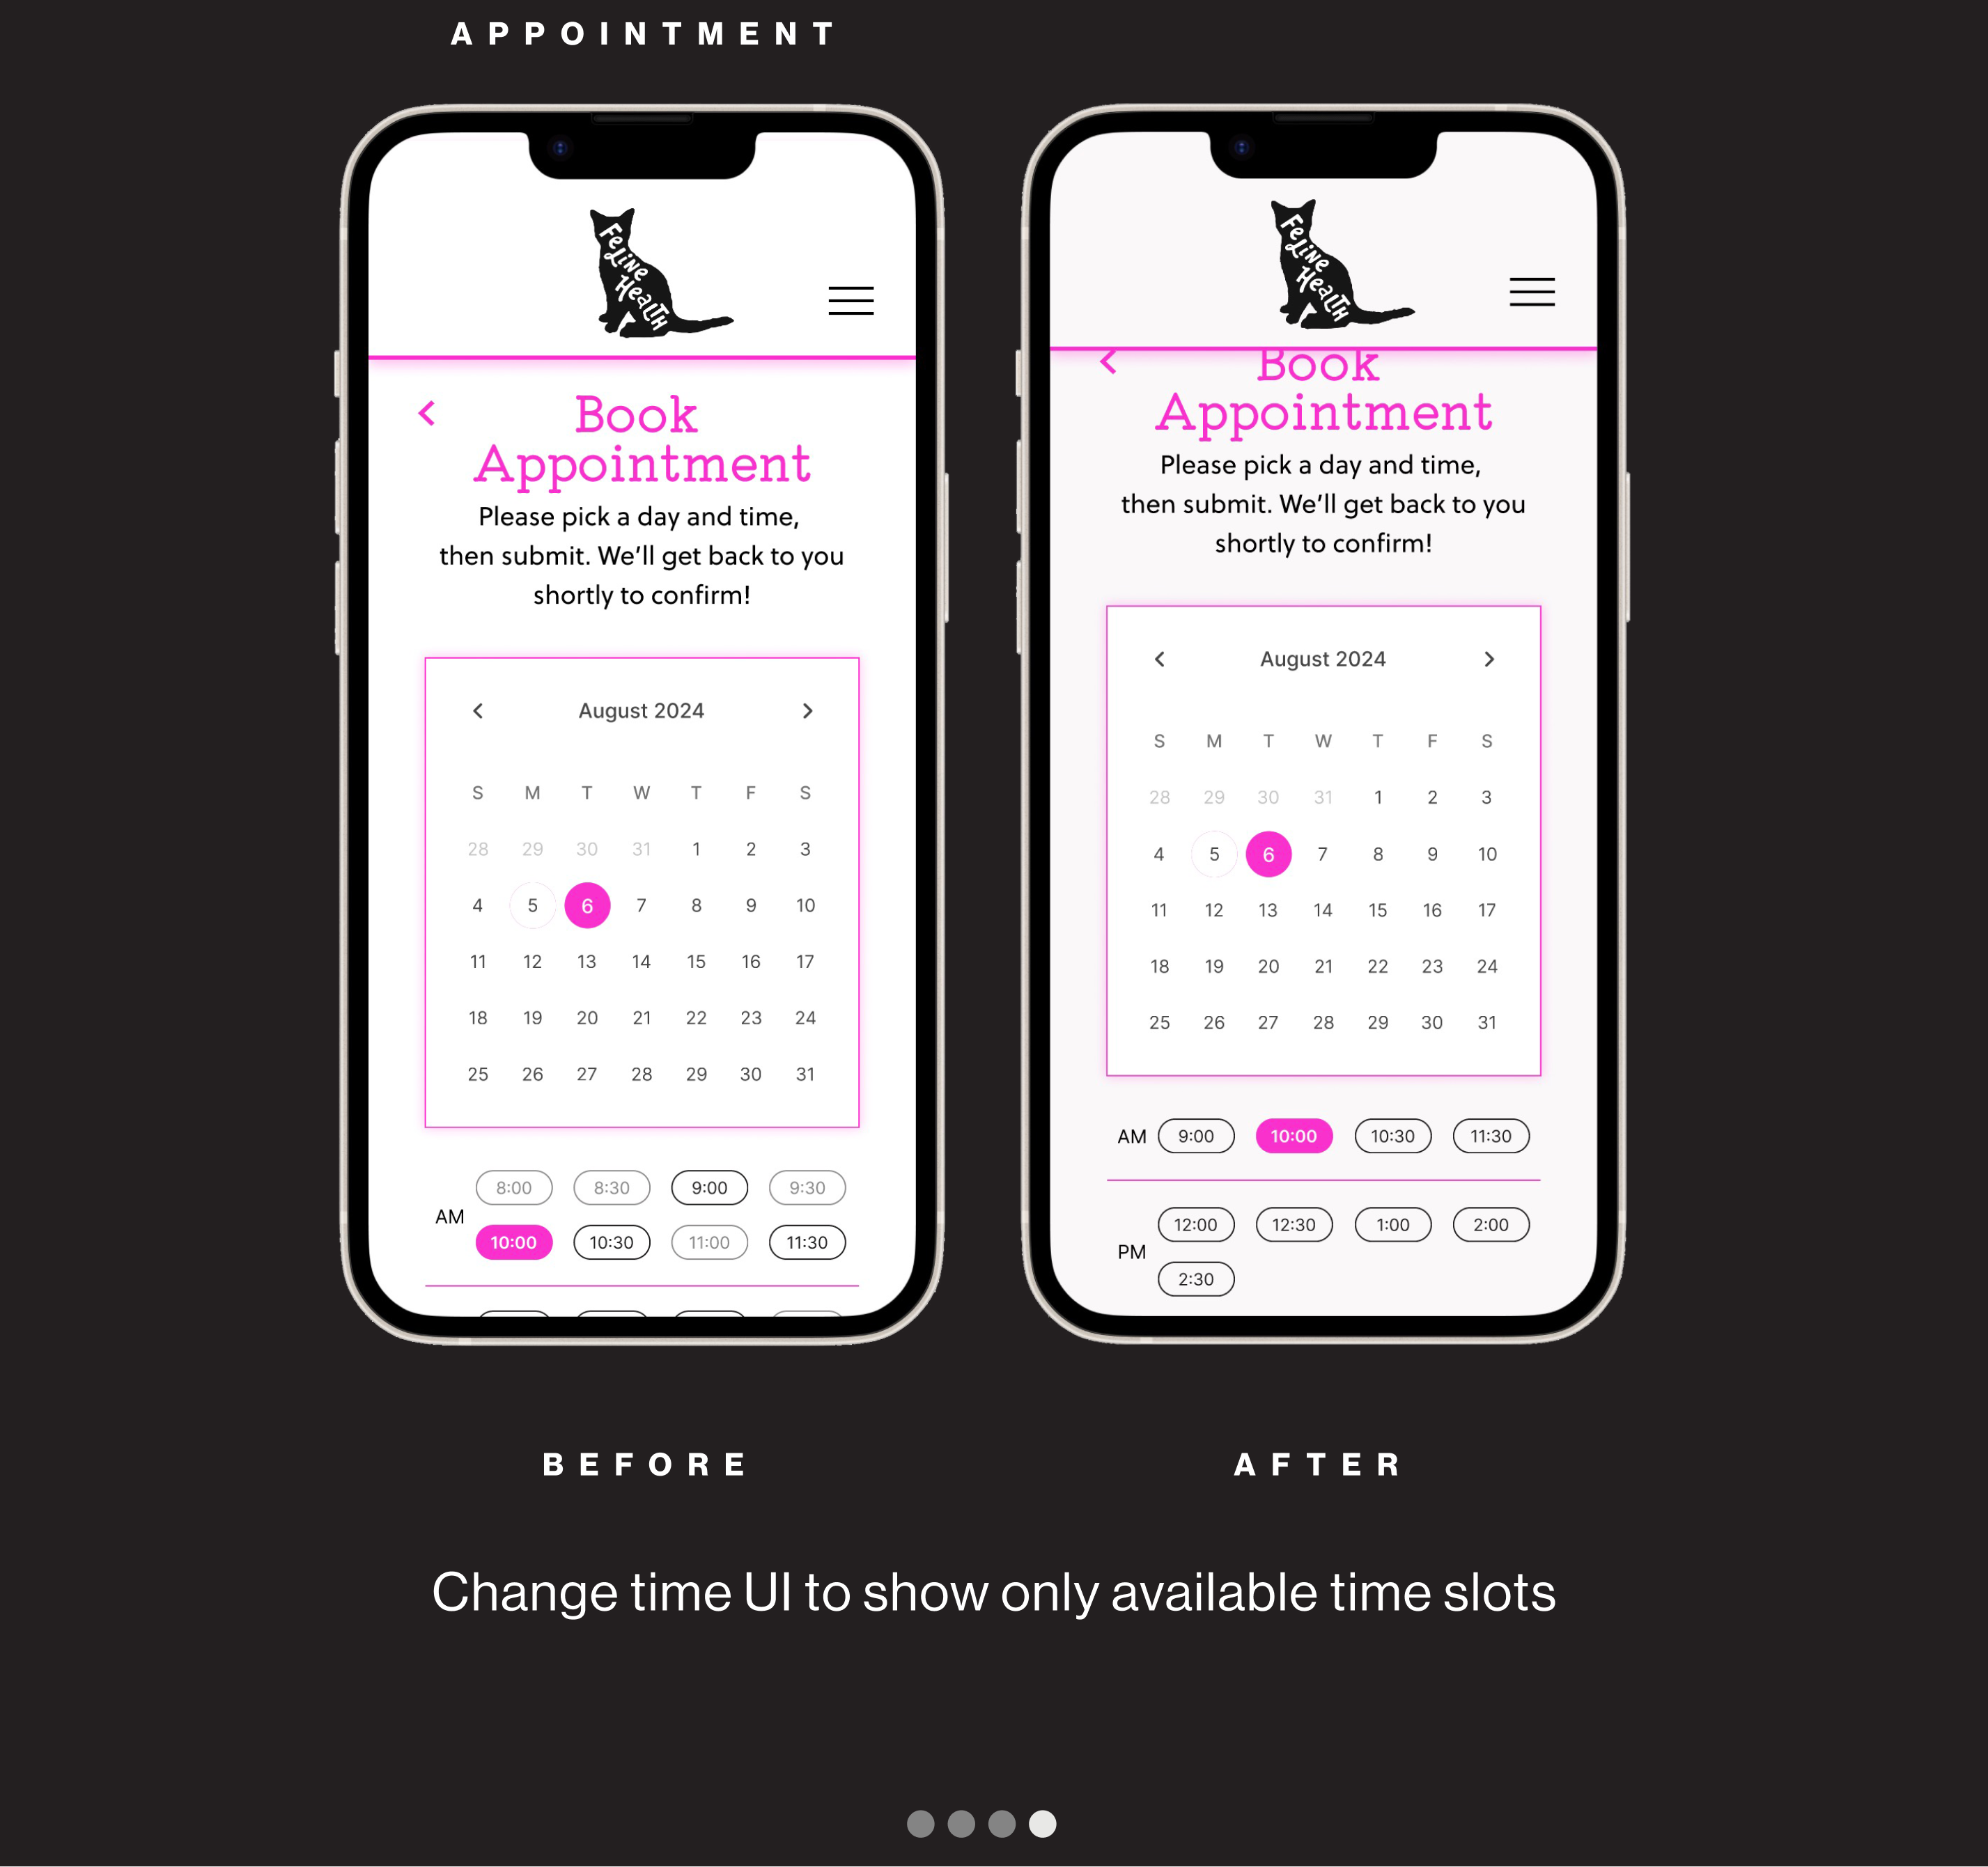 APPOINTMENT
FeLiNe
HeaLTH
Book
Appointment
Please pick a day and time,
then submit. We'll get back to you
shortly to confirm!
August 2024
S M T W T F S
28 29 30 31 1 2 3
4 5 6 7 8 9 10
11 12 13 14 15 16 17
18 19 20 21 22 23 24
25 26 27 28 29 30 31
8:00 8:30 9:00 9:30
AM
10:00 10:30 11:00 11:30
BEFORE
FeLiNe
HeaLTH
Book
Appointment
Please pick a day and time,
then submit. We'll get back to you
shortly to confirm!
August 2024
S M T W T F S
28 29 30 31 1 2 3
4 5 6 7 8 9 10
11 12 13 14 15 16 17
18 19 20 21 22 23 24
25 26 27 28 29 30 31
AM 9:00 10:00 10:30 11:30
12:00 12:30 1:00 2:00
PM
2:30
AFTER
Change time UI to show only available time slots